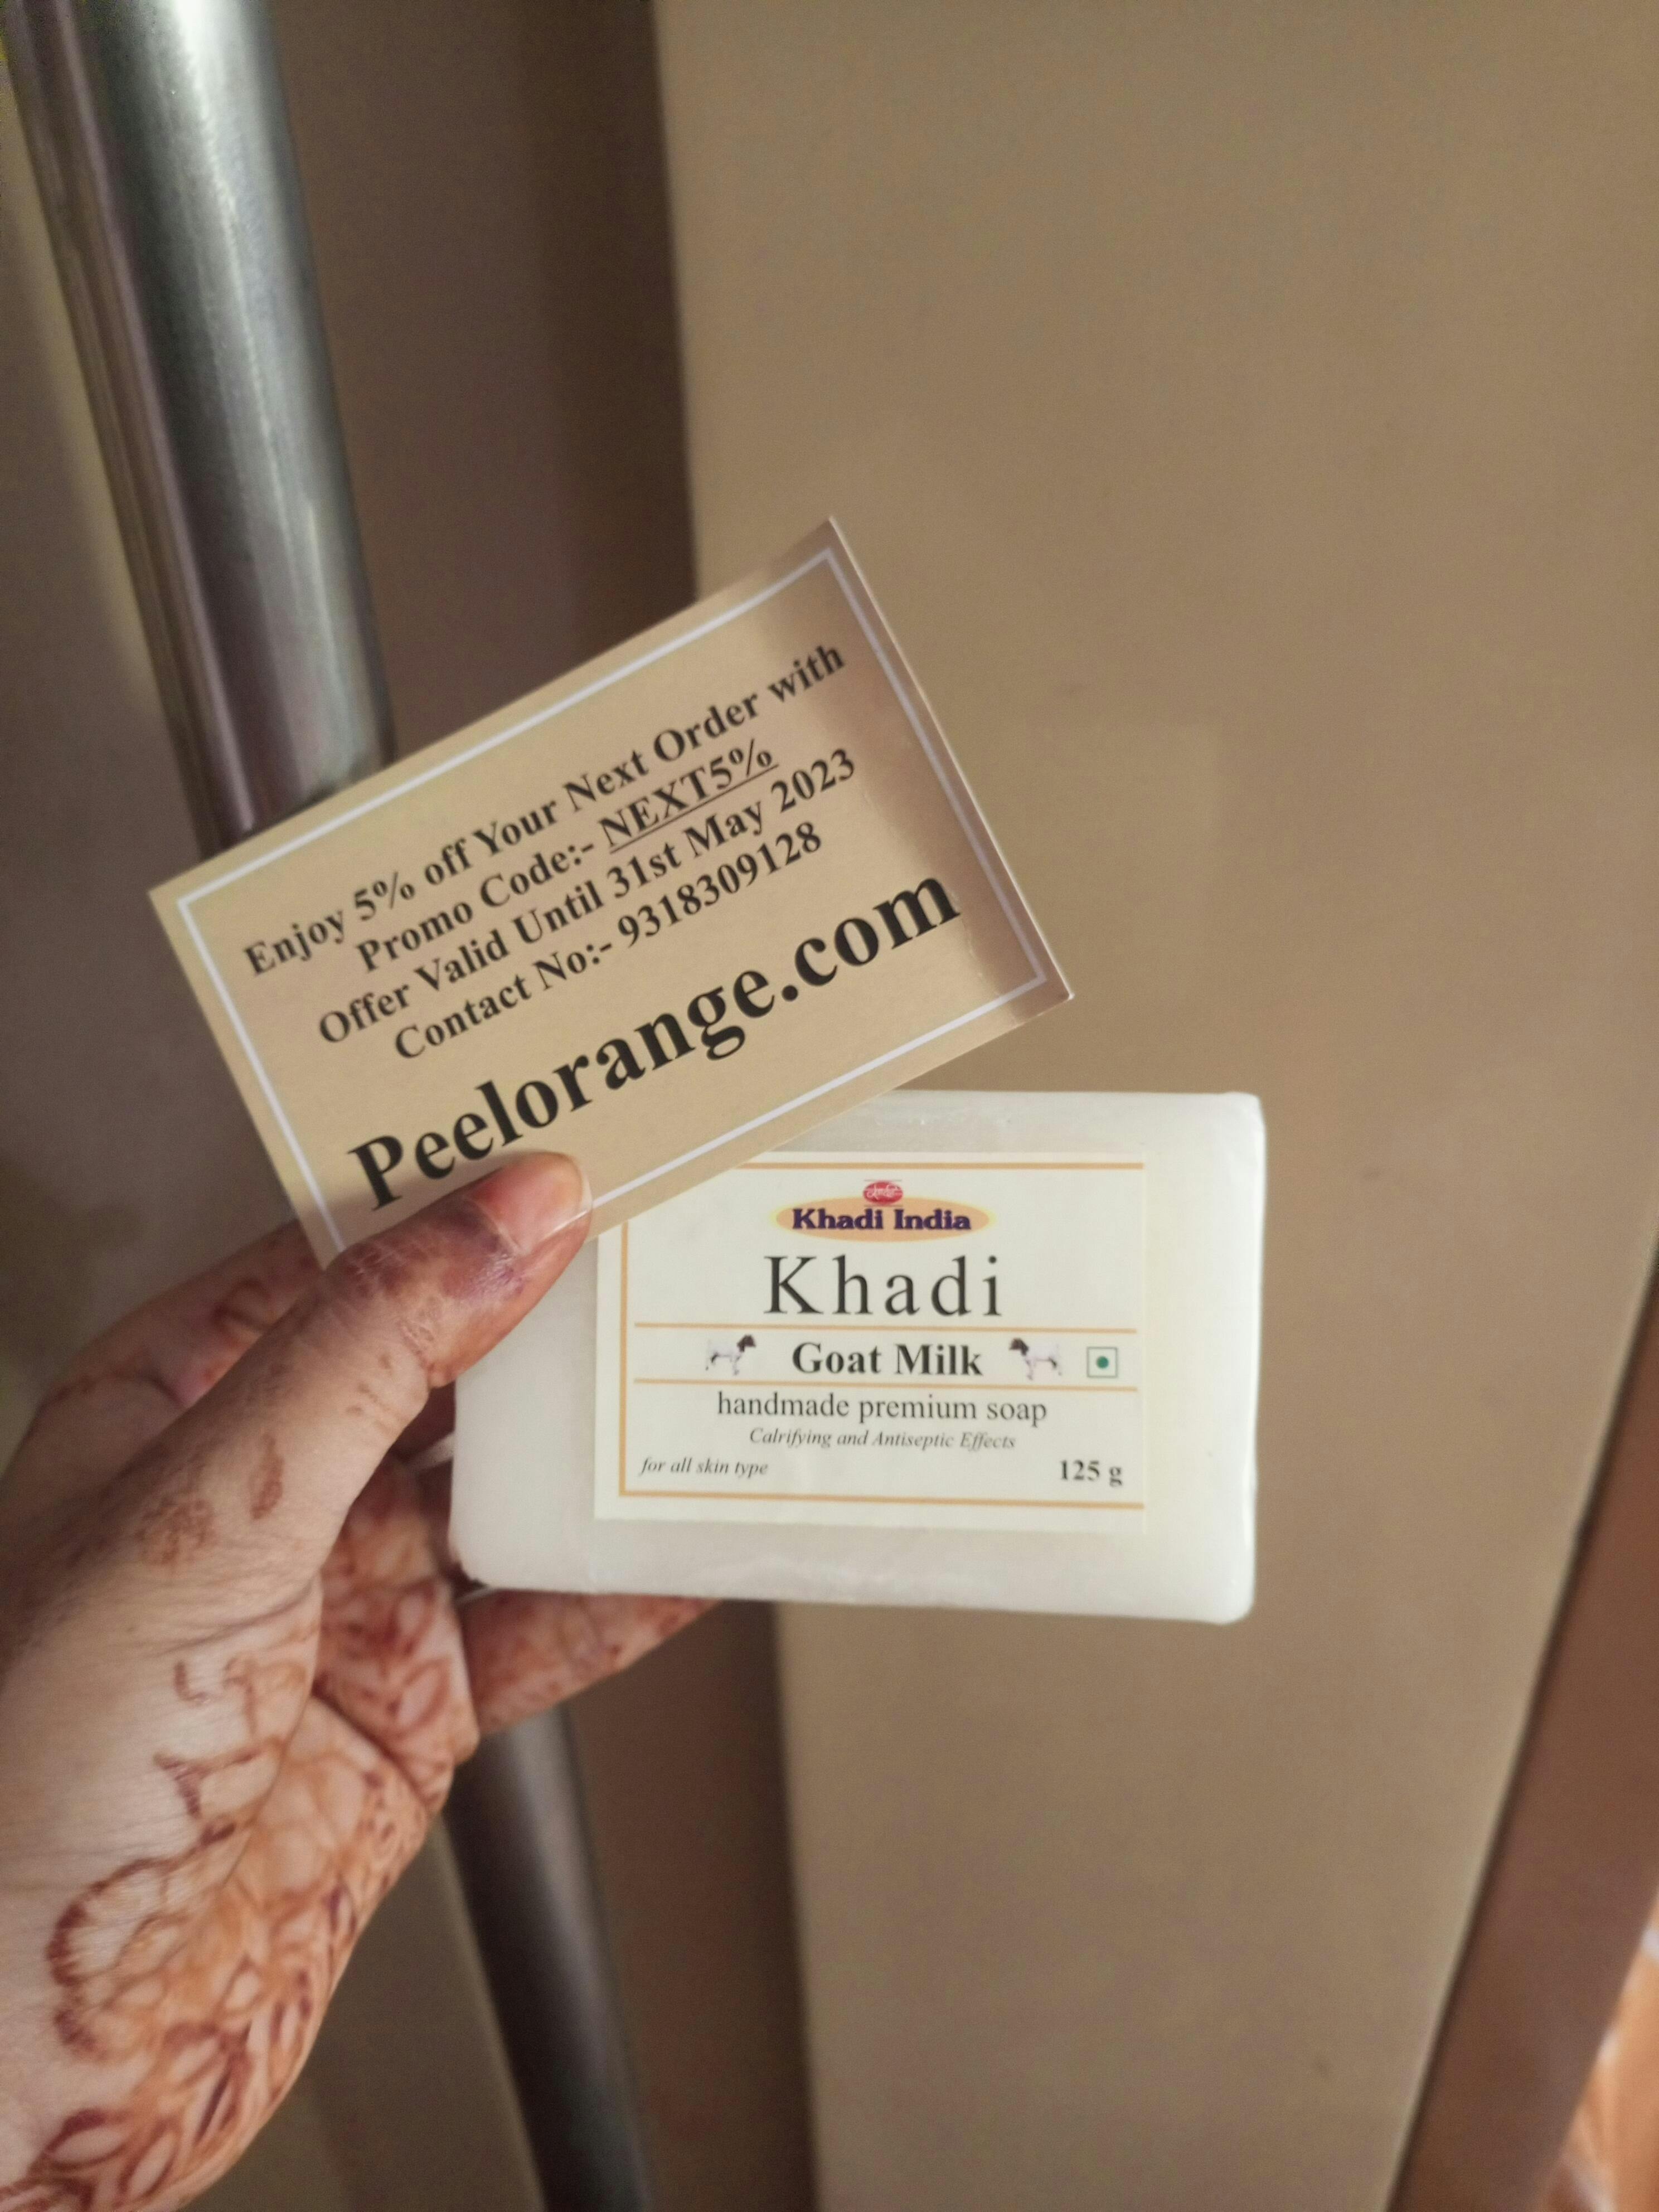 Enjoy 5% off Your Next Order with
Promo Code:- NEXT5%
Offer Valid Until 31st May 2023
Contact No:- 9318309128
Peelorange.com
Khadi India
Khadi
Goat Milk
handmade premium soap
Calrifying and Antiseptic Effects
for all skin type
125 g